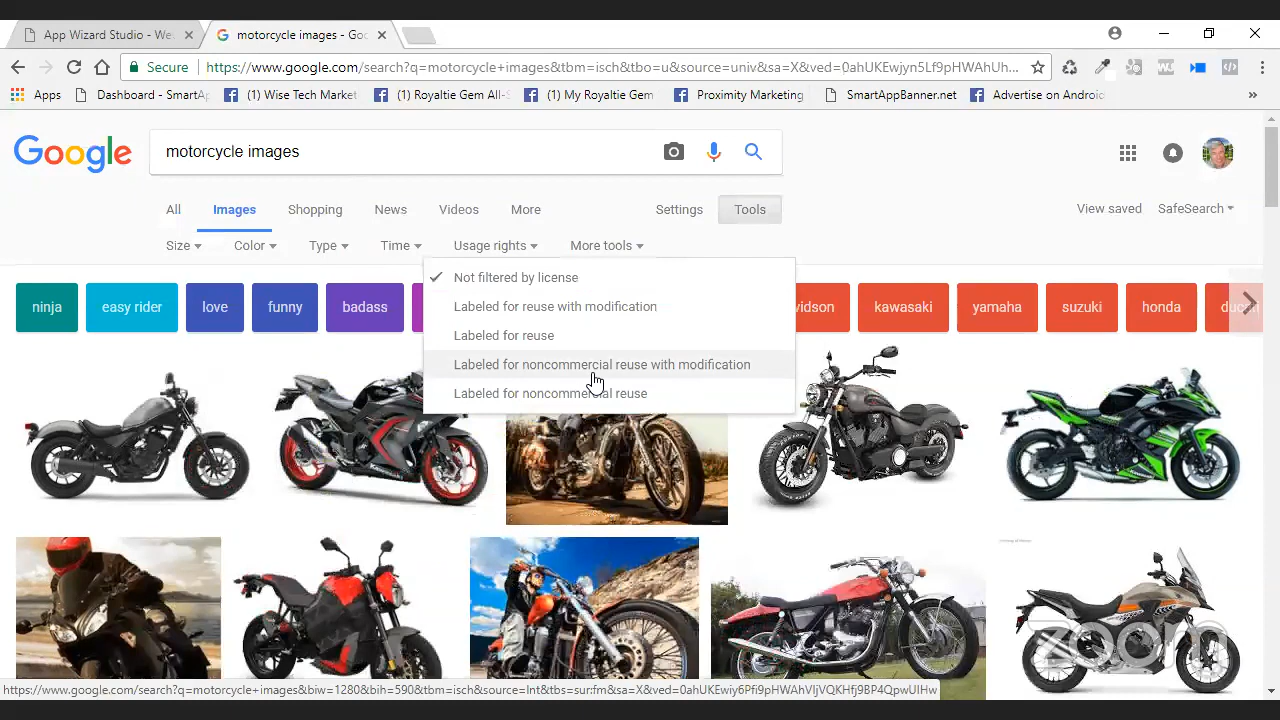 App Wizard Studio - We
motorcycle images - Goo
Secure
https://www.google.com/search?q=motorcycle+images&tbm=isch&tbo=u&source=univ&sa=X&ved=0ahUKEwjyn5Lf9pHWAhUh...
Apps
Dashboard - SmartAp
(1) Wise Tech Market
(1) Royaltie Gem All-S
(1) My Royaltie Gem
Proximity Marketing
SmartAppBanner.net
Advertise on Android
»
Google
motorcycle images
All
Images
Shopping
News
Videos
More
Settings
Tools
View saved
SafeSearch
Size
Color
Type
Time
Usage rights
More tools
Not filtered by license
Labeled for reuse with modification
Labeled for reuse
Labeled for noncommercial reuse with modification
Labeled for noncommercial reuse
ninja
easy rider
love
funny
badass
vidson
kawasaki
yamaha
suzuki
honda
duc
zoom
https://www.google.com/search?q=motorcycle+images&biw=1280&bih=590&tbm=isch&source=lnt&tbs=sur:fm&sa=X&ved=0ahUKEwiy6Pfi9pHWAhVIjVQKHfj9BP4QpwUIHw